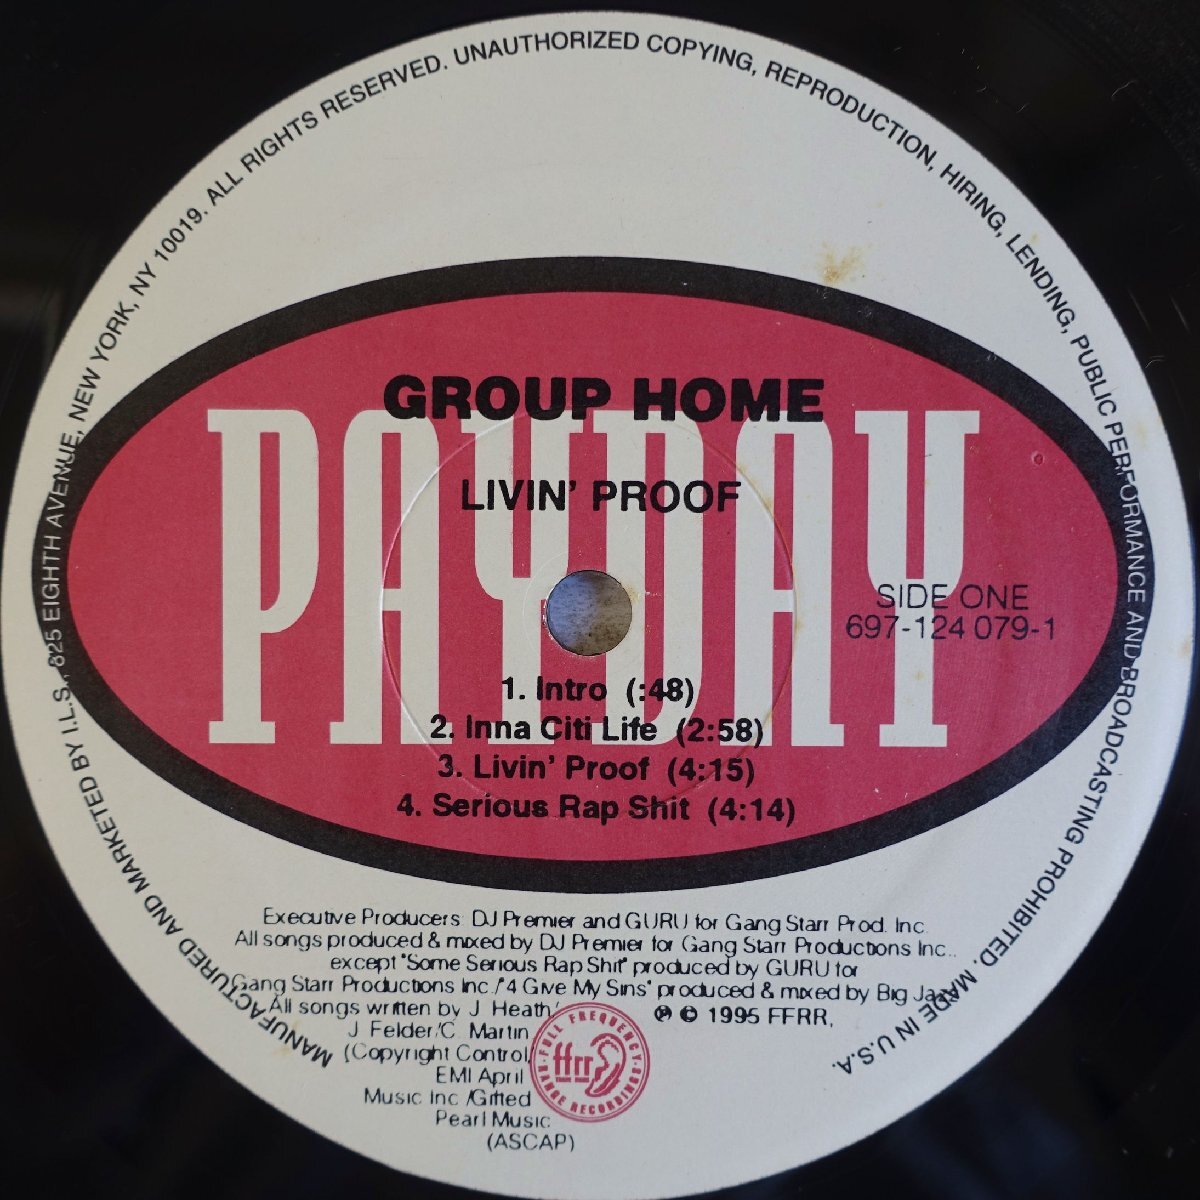 MANUFACTURED AND MARKETED BY I.L.S., 825 EIGHTH AVENUE, NEW YORK, NY 10019. ALL RIGHTS RESERVED. UNAUTHORIZED COPYING, REPRODUCTION, HIRING, LENDING, PUBLIC PERFORMANCE AND BROADCASTING PROHIBITED. MADE IN U.S.A.
GROUP HOME
PAYDAY
LIVIN' PROOF
SIDE ONE
697-124 079-1
1. Intro (:48)
2. Inna Citi Life (2:58)
3. Livin' Proof (4:15)
4. Serious Rap Shit (4:14)
Executive Producers: DJ Premier and GURU for Gang Starr Prod. Inc.
All songs produced & mixed by DJ Premier for Gang Starr Productions Inc.,
except "Some Serious Rap Shit" produced by GURU for
Gang Starr Productions Inc./"4 Give My Sins" produced & mixed by Big Jaz
All songs written by J. Heath/
℗ © 1995 FFRR,
J. Felder/C. Martin
(Copyright Control,
EMI April
Music Inc./Gifted
Pearl Music
(ASCAP)
FULL FREQUENCY
ffrr
RANGE RECORDINGS